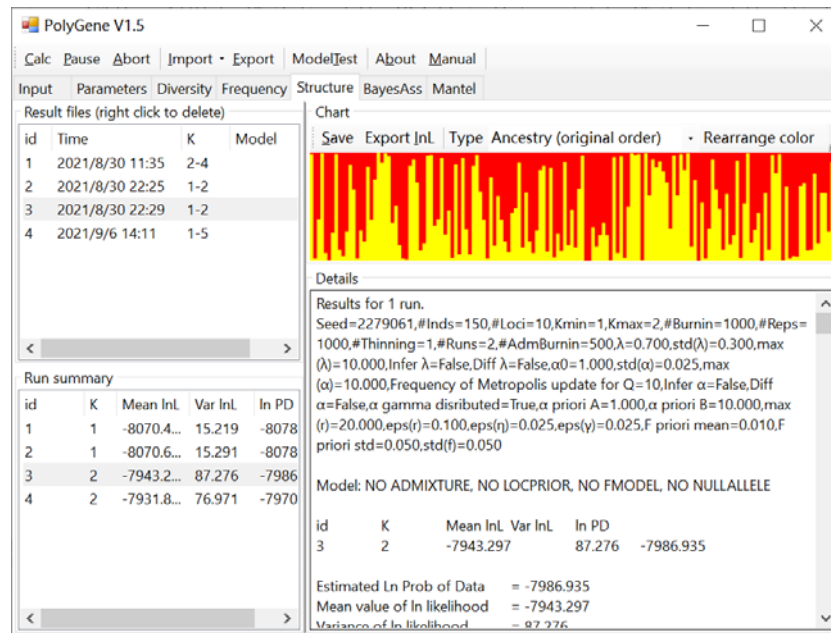 PolyGene V1.5
Calc Pause Abort Import Export ModelTest About Manual
Input Parameters Diversity Frequency Structure BayesAss Mantel
Result files (right click to delete)
id Time K Model
1 2021/8/30 11:35 2-4
2 2021/8/30 22:25 1-2
3 2021/8/30 22:29 1-2
4 2021/9/6 14:11 1-5
Run summary
id K Mean lnL Var lnL ln PD
1 1 -8070.4... 15.219 -8078
2 1 -8070.6... 15.291 -8078
3 2 -7943.2... 87.276 -7986
4 2 -7931.8... 76.971 -7970
Chart
Save Export lnL Type Ancestry (original order) Rearrange color
Details
Results for 1 run.
Seed=2279061,#Inds=150,#Loci=10,Kmin=1,Kmax=2,#Burnin=1000,#Reps=
1000,#Thinning=1,#Runs=2,#AdmBurnin=500,λ=0.700,std(λ)=0.300,max
(λ)=10.000,Infer λ=False,Diff λ=False,α0=1.000,std(α)=0.025,max
(α)=10.000,Frequency of Metropolis update for Q=10,Infer α=False,Diff
α=False,α gamma disributed=True,α priori A=1.000,α priori B=10.000,max
(r)=20.000,eps(r)=0.100,eps(η)=0.025,eps(γ)=0.025,F priori mean=0.010,F
priori std=0.050,std(f)=0.050
Model: NO ADMIXTURE, NO LOCPRIOR, NO FMODEL, NO NULLALLELE
id K Mean lnL Var lnL ln PD
3 2 -7943.297 87.276 -7986.935
Estimated Ln Prob of Data = -7986.935
Mean value of ln likelihood = -7943.297
Variance of ln likelihood = 87.276